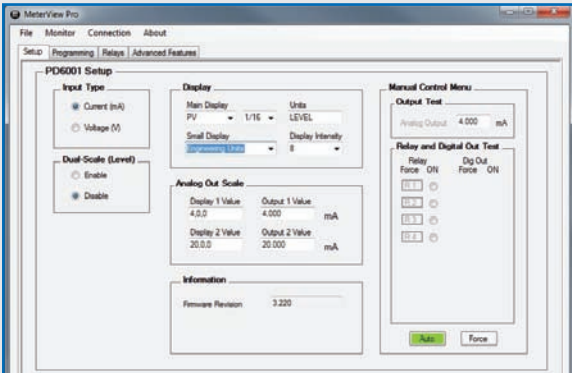 MeterView Pro
File Monitor Connection About
Setup Programming Relays Advanced Features
PD6001 Setup
Input Type
Current (mA)
Voltage (V)
Dual-Scale (Level)
Enable
Disable
Display
Main Display Units
PV 1/16 LEVEL
Small Display Display Intensity
Engineering Units 8
Analog Out Scale
Display 1 Value Output 1 Value
4.0.0 4.000 mA
Display 2 Value Output 2 Value
20.0.0 20.000 mA
Information
Firmware Revision 3.220
Manual Control Menu
Output Test
Analog Output 4.000 mA
Relay and Digital Out Test
Relay Dig Out
Force ON Force ON
R 1
R 2
R 3
R 4
Auto Force